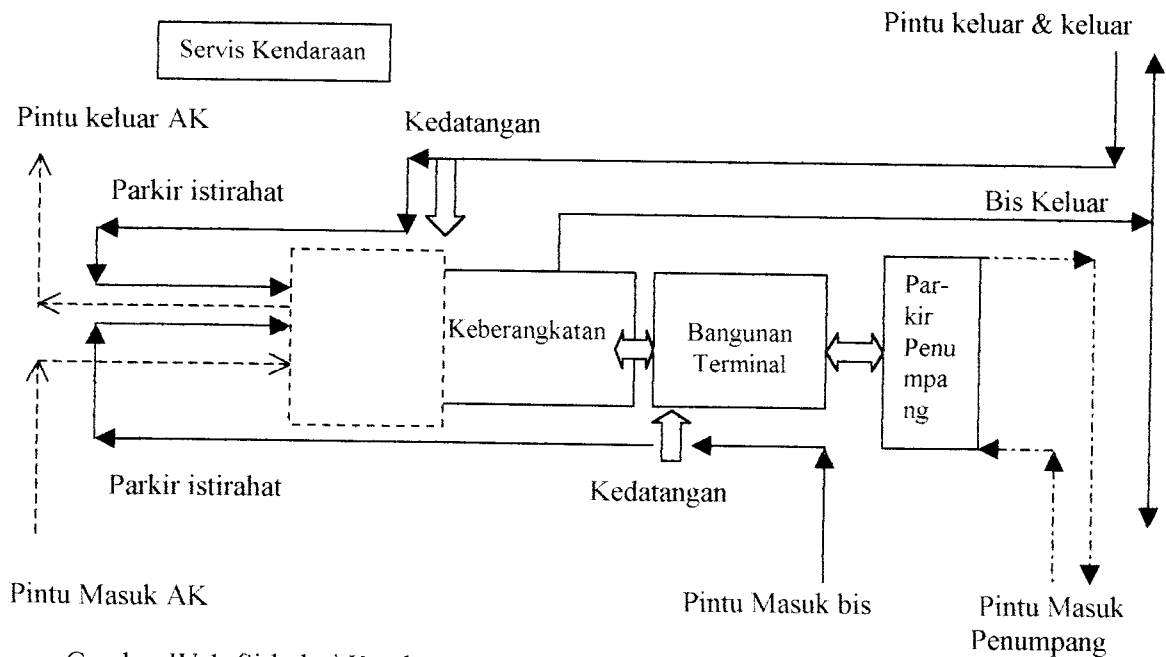 Pintu keluar & keluar
Servis Kendaraan
Pintu keluar AK
Kedatangan
Parkir istirahat
Bis Keluar
Keberangkatan
Bangunan
Terminal
Par-
kir
Penu
mpa
ng
Parkir istirahat
Kedatangan
Pintu Masuk AK
Pintu Masuk bis
Pintu Masuk
Penumpang